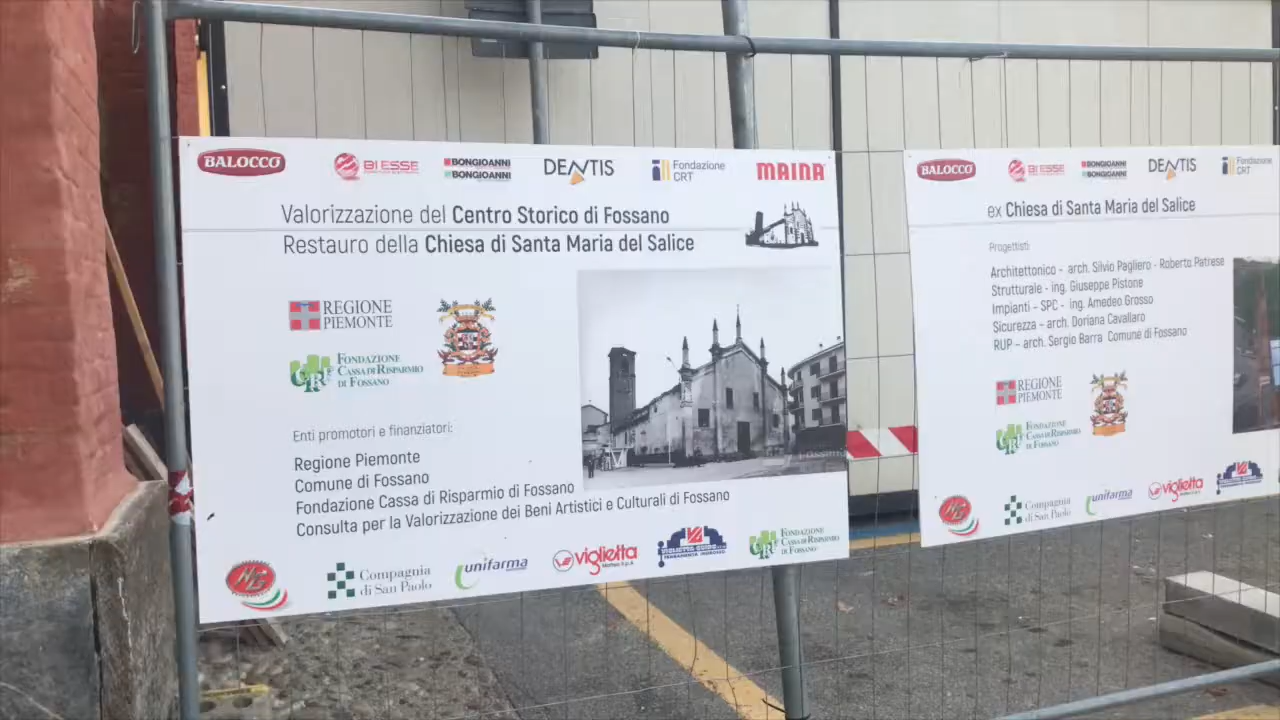 BALOCCO
BIESSE
BONGIOANNI
BONGIOANNI
DENTIS
Fondazione
CRT
MAINA
Valorizzazione del Centro Storico di Fossano
Restauro della Chiesa di Santa Maria del Salice
REGIONE
PIEMONTE
FONDAZIONE
CASSA DI RISPARMIO
DI FOSSANO
Enti promotori e finanziatori:
Regione Piemonte
Comune di Fossano
Fondazione Cassa di Risparmio di Fossano
Consulta per la Valorizzazione dei Beni Artistici e Culturali di Fossano
Compagnia
di San Paolo
unifarma
viglietta
Matteo S.p.A
VIGLIETTA GUIDO
FONDAZIONE
CASSA DI RISPARMIO
DI FOSSANO
BALOCCO
BIESSE
BONGIOANNI
BONGIOANNI
DENTIS
Fondazione
CRT
ex Chiesa di Santa Maria del Salice
Progettisti:
Architettonico - arch. Silvio Pagliero - Roberto Patrese
Strutturale - ing. Giuseppe Pistone
Impianti - SPC - ing. Amedeo Grosso
Sicurezza - arch. Doriana Cavallaro
RUP - arch. Sergio Barra Comune di Fossano
REGIONE
PIEMONTE
FONDAZIONE
CASSA DI RISPARMIO
DI FOSSANO
Compagnia
di San Paolo
unifarma
viglietta